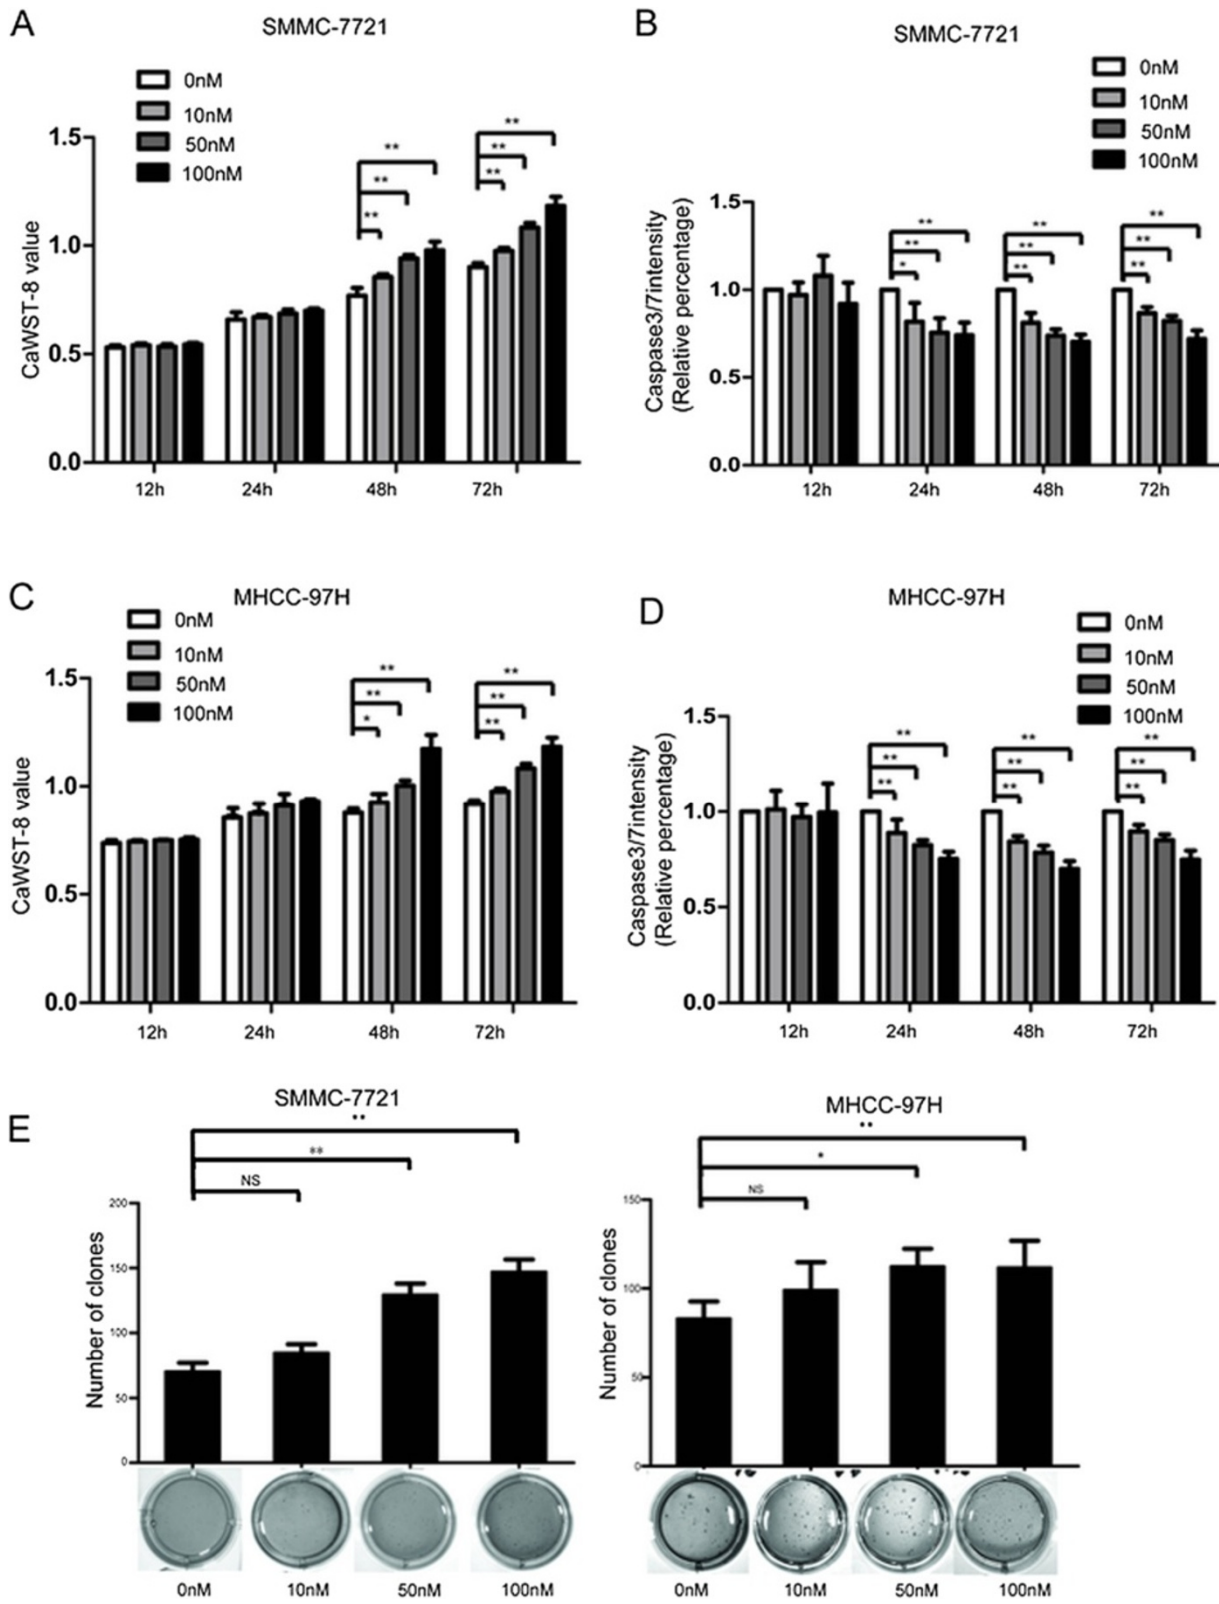 A
SMMC-7721
0nM
10nM
50nM
100nM
CaWST-8 value
1.5
1.0
0.5
0.0
**
**
**
**
**
**
12h
24h
48h
72h
B
SMMC-7721
0nM
10nM
50nM
100nM
Caspase3/7intensity
(Relative percentage)
1.5
1.0
0.5
0.0
**
**
*
**
**
**
**
**
**
12h
24h
48h
72h
C
MHCC-97H
0nM
10nM
50nM
100nM
CaWST-8 value
1.5
1.0
0.5
0.0
**
**
*
**
**
**
12h
24h
48h
72h
D
MHCC-97H
0nM
10nM
50nM
100nM
Caspase3/7intensity
(Relative percentage)
1.5
1.0
0.5
0.0
**
**
**
**
**
**
**
**
**
12h
24h
48h
72h
E
SMMC-7721
**
**
NS
Number of clones
200
150
100
50
0
0nM
10nM
50nM
100nM
MHCC-97H
**
*
NS
Number of clones
150
100
50
0
0nM
10nM
50nM
100nM